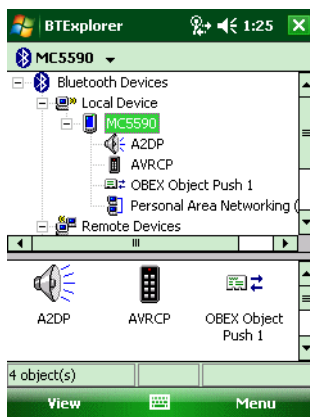 BTExplorer 1:25
MC5590
Bluetooth Devices
Local Device
MC5590
A2DP
AVRCP
OBEX Object Push 1
Personal Area Networking (
Remote Devices
A2DP AVRCP OBEX Object
Push 1
4 object(s)
View Menu